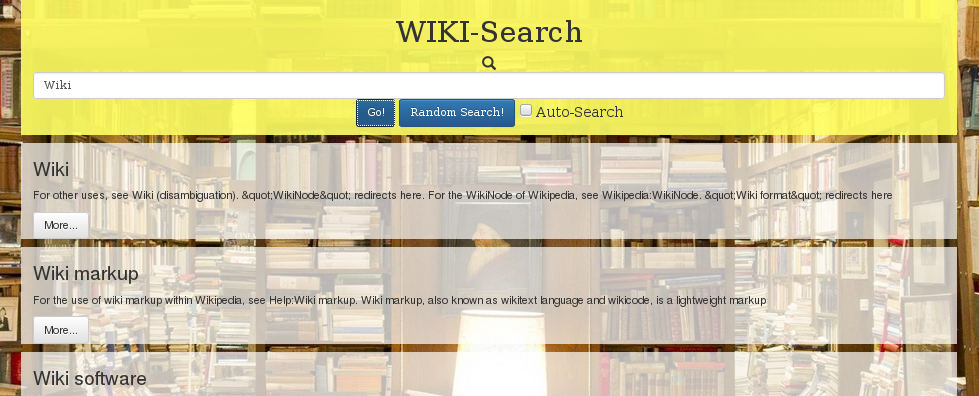 WIKI-Search
Wiki
Go! Random Search! Auto-Search
Wiki
For other uses, see Wiki (disambiguation). &quot;WikiNode&quot; redirects here. For the WikiNode of Wikipedia, see Wikipedia:WikiNode. &quot;Wiki format&quot; redirects here
More...
Wiki markup
For the use of wiki markup within Wikipedia, see Help:Wiki markup. Wiki markup, also known as wikitext language and wikicode, is a lightweight markup
More...
Wiki software